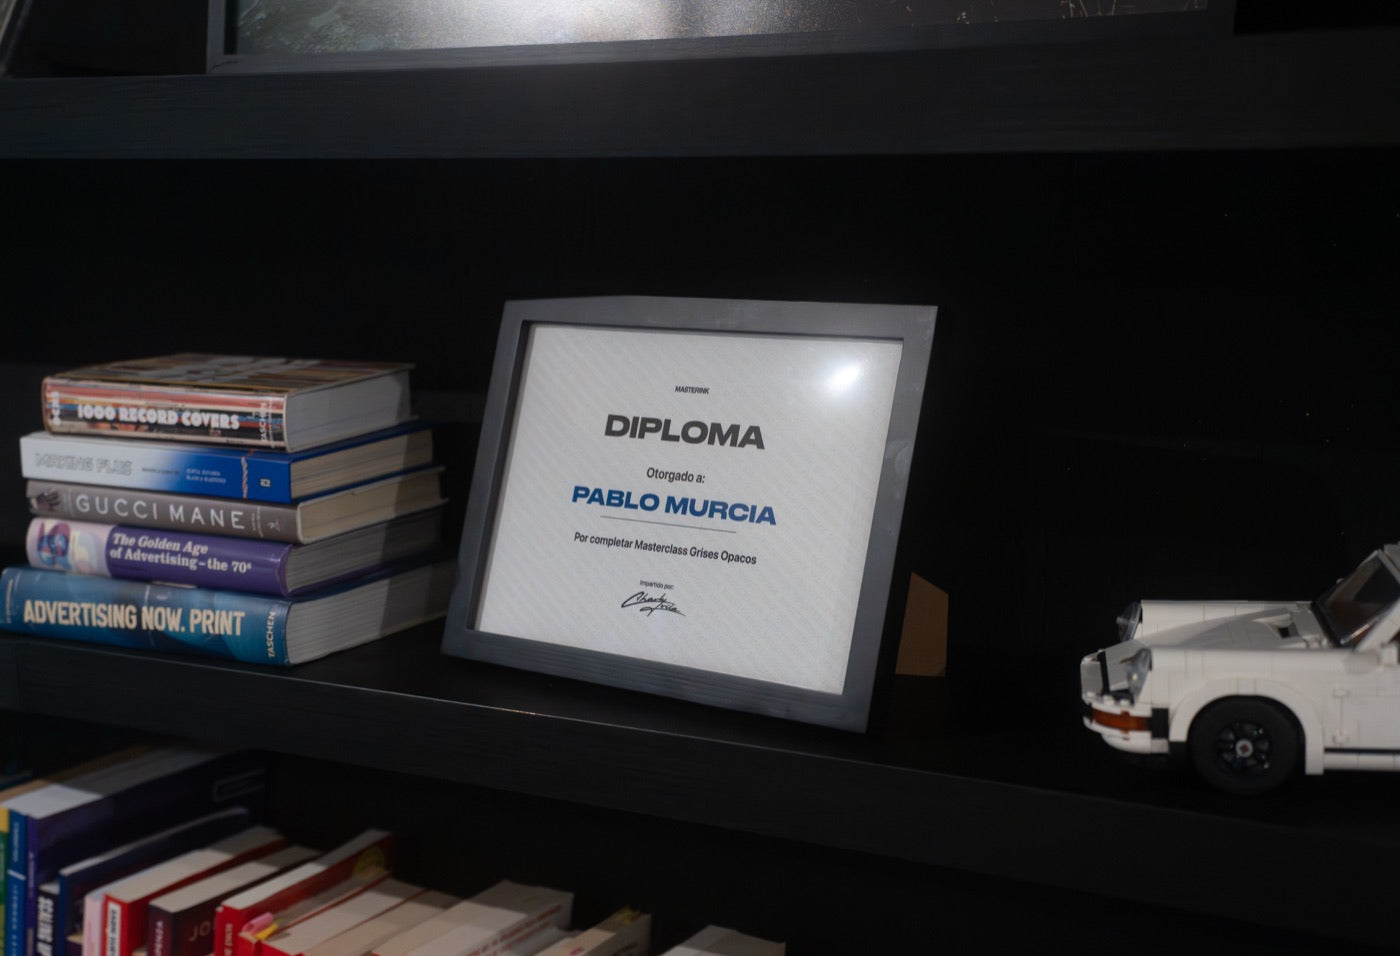 1000 RECORD COVERS
TASCHEN
GUCCI MANE
The Golden Age
of Advertising – the 70s
ADVERTISING NOW. PRINT
TASCHEN
MASTERINK
DIPLOMA
Otorgado a:
PABLO MURCIA
Por completar Masterclass Grises Opacos
Impartido por: